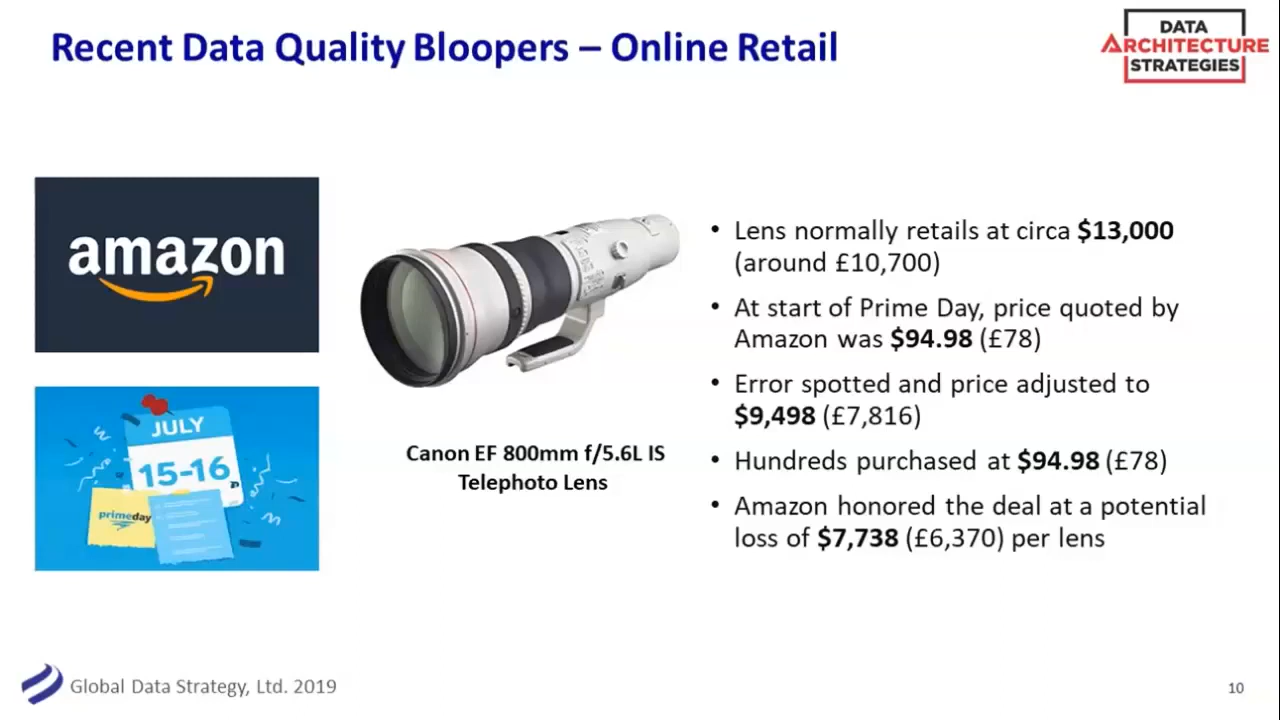 Recent Data Quality Bloopers – Online Retail
DATA
ARCHITECTURE
STRATEGIES
amazon
JULY
15-16
primeday
Canon EF 800mm f/5.6L IS
Telephoto Lens
• Lens normally retails at circa $13,000
(around £10,700)
• At start of Prime Day, price quoted by
Amazon was $94.98 (£78)
• Error spotted and price adjusted to
$9,498 (£7,816)
• Hundreds purchased at $94.98 (£78)
• Amazon honored the deal at a potential
loss of $7,738 (£6,370) per lens
Global Data Strategy, Ltd. 2019
10